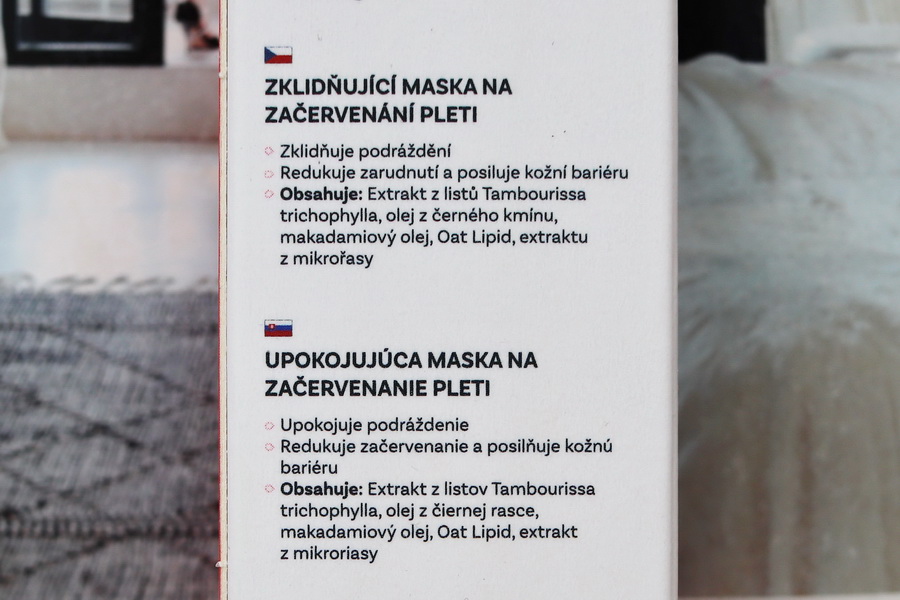 ZKLIDŇUJÍCÍ MASKA NA
ZAČERVENÁNÍ PLETI
Zklidňuje podráždění
Redukuje zarudnutí a posiluje kožní bariéru
Obsahuje: Extrakt z listů Tambourissa
trichophylla, olej z černého kmínu,
makadamiový olej, Oat Lipid, extraktu
z mikrořasy
UPOKOJUJÚCA MASKA NA
ZAČERVENANIE PLETI
Upokojuje podráždenie
Redukuje začervenanie a posilňuje kožnú
bariéru
Obsahuje: Extrakt z listov Tambourissa
trichophylla, olej z čiernej rasce,
makadamiový olej, Oat Lipid, extrakt
z mikroriasy